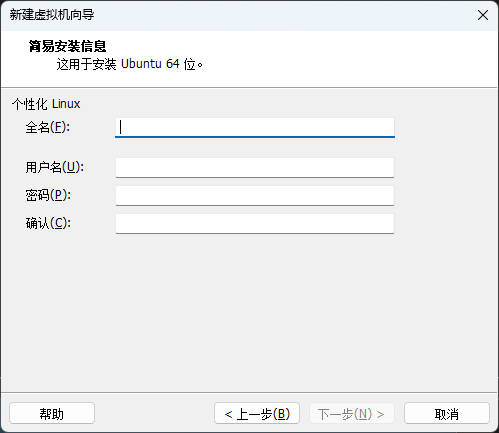 新建虚拟机向导
简易安装信息
这用于安装 Ubuntu 64 位。
个性化 Linux
全名(F):
用户名(U):
密码(P):
确认(C):
帮助
< 上一步(B)
下一步(N) >
取消